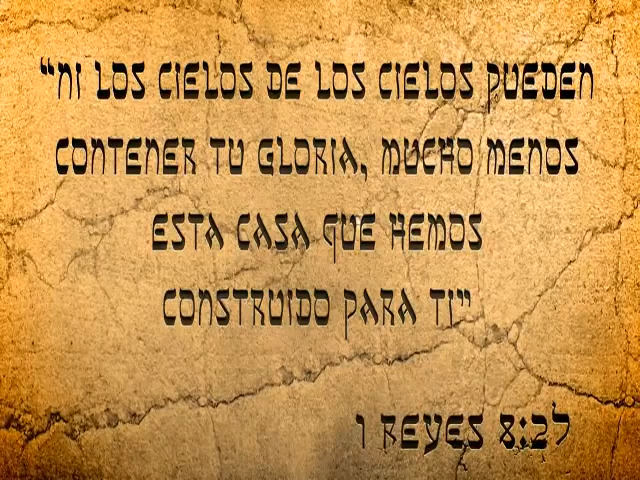 “NI LOS CIELOS DE LOS CIELOS PUEDEN
CONTENER TU GLORIA, MUCHO MENOS
ESTA CASA QUE HEMOS
CONSTRUIDO PARA TI”
1 REYES 8:27